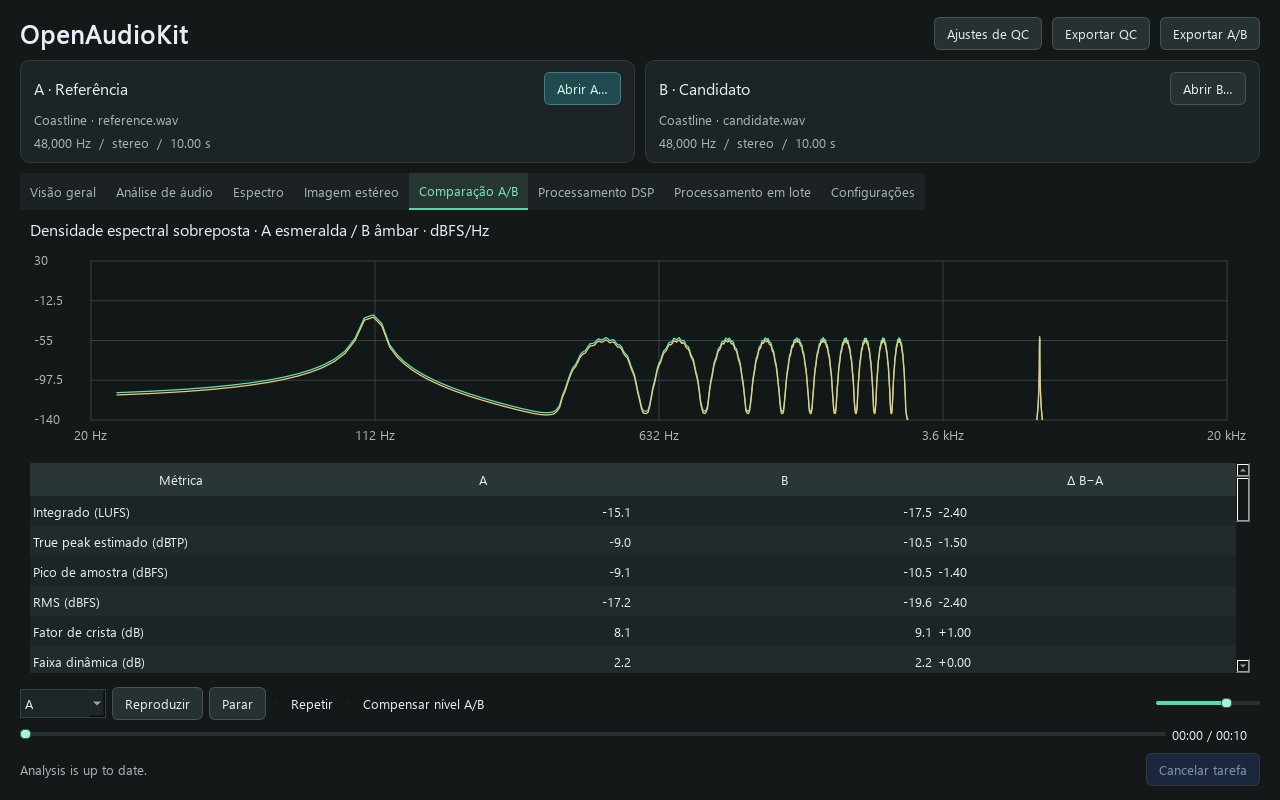 OpenAudioKit
Ajustes de QC
Exportar QC
Exportar A/B
A · Referência
Abrir A...
Coastline · reference.wav
48,000 Hz / stereo / 10.00 s
B · Candidato
Abrir B...
Coastline · candidate.wav
48,000 Hz / stereo / 10.00 s
Visão geral
Análise de áudio
Espectro
Imagem estéreo
Comparação A/B
Processamento DSP
Processamento em lote
Configurações
Densidade espectral sobreposta · A esmeralda / B âmbar · dBFS/Hz
30
-12.5
-55
-97.5
-140
20 Hz
112 Hz
632 Hz
3.6 kHz
20 kHz
Métrica A B Δ B−A
Integrado (LUFS) -15.1 -17.5 -2.40
True peak estimado (dBTP) -9.0 -10.5 -1.50
Pico de amostra (dBFS) -9.1 -10.5 -1.40
RMS (dBFS) -17.2 -19.6 -2.40
Fator de crista (dB) 8.1 9.1 +1.00
Faixa dinâmica (dB) 2.2 2.2 +0.00
A
Reproduzir
Parar
Repetir
Compensar nível A/B
00:00 / 00:10
Analysis is up to date.
Cancelar tarefa